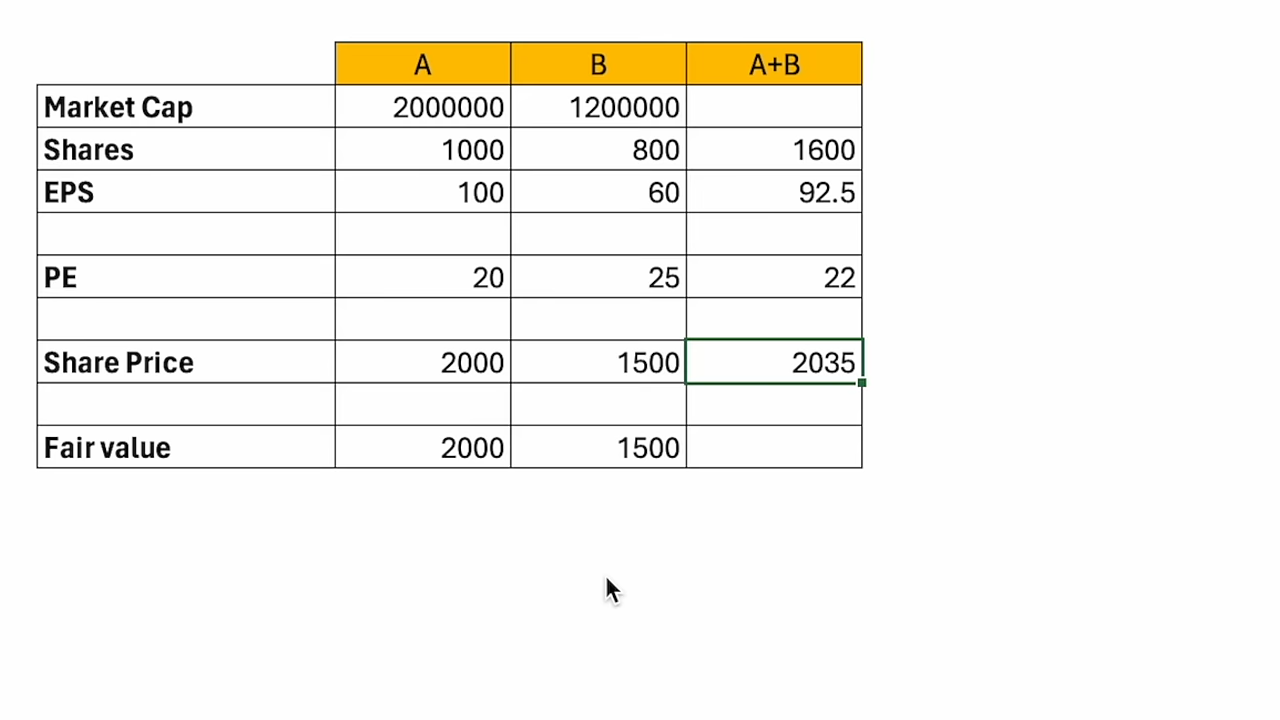 A B A+B
Market Cap 2000000 1200000
Shares 1000 800 1600
EPS 100 60 92.5
PE 20 25 22
Share Price 2000 1500 2035
Fair value 2000 1500